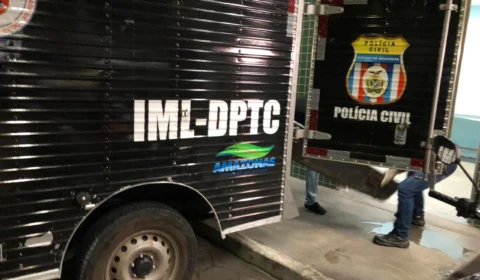 IML-DPTC
AMAZONAS
POLÍCIA
CIVIL
POLÍCIA CIVIL